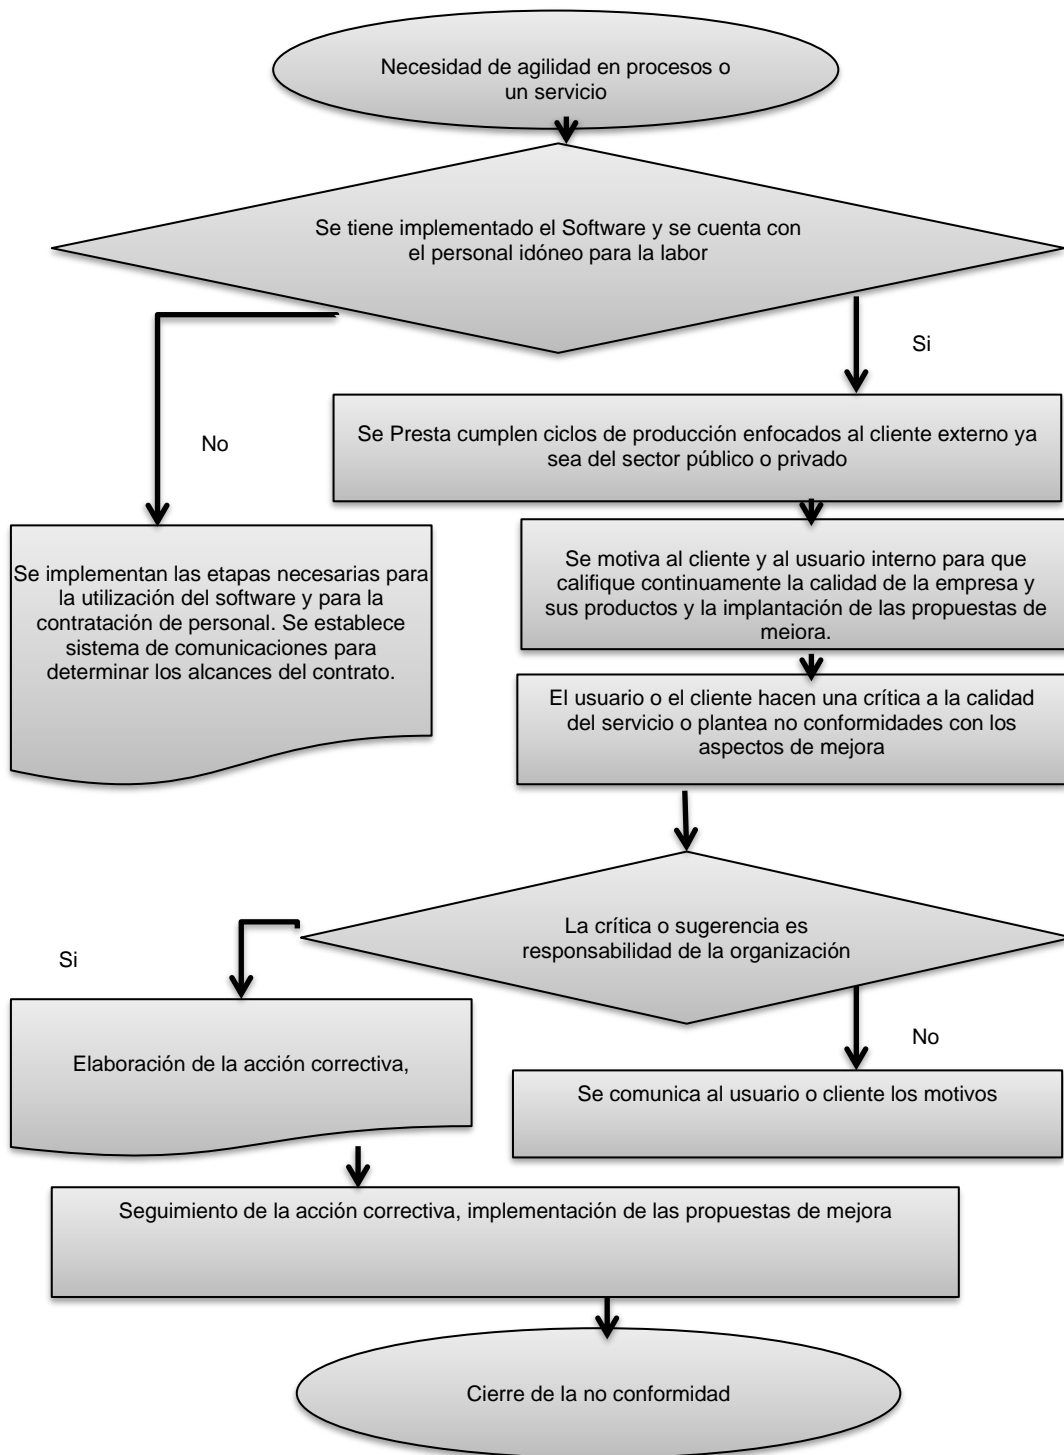 Necesidad de agilidad en procesos o
un servicio
Se tiene implementado el Software y se cuenta con
el personal idóneo para la labor
Si
No
Se Presta cumplen ciclos de producción enfocados al cliente externo ya
sea del sector público o privado
Se implementan las etapas necesarias para
la utilización del software y para la
contratación de personal. Se establece
sistema de comunicaciones para
determinar los alcances del contrato.
Se motiva al cliente y al usuario interno para que
califique continuamente la calidad de la empresa y
sus productos y la implantación de las propuestas de
mejora.
El usuario o el cliente hacen una crítica a la calidad
del servicio o plantea no conformidades con los
aspectos de mejora
La crítica o sugerencia es
responsabilidad de la organización
Si
No
Elaboración de la acción correctiva,
Se comunica al usuario o cliente los motivos
Seguimiento de la acción correctiva, implementación de las propuestas de mejora
Cierre de la no conformidad